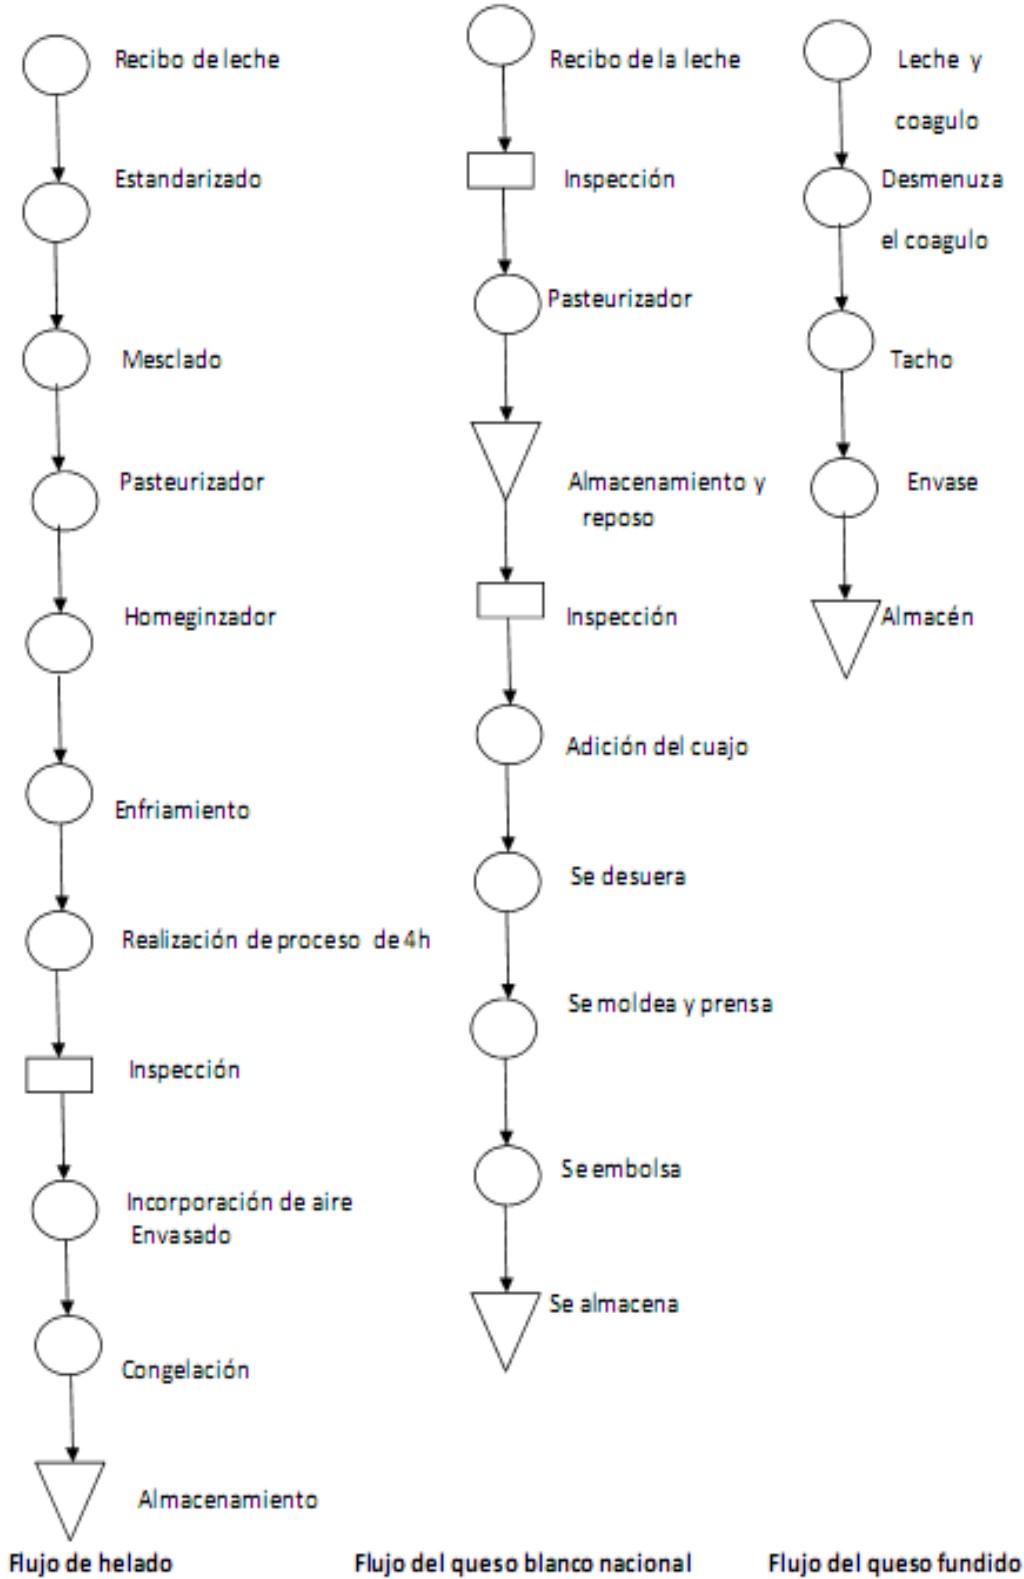 Recibo de leche
Estandarizado
Mesclado
Pasteurizador
Homeginzador
Enfriamiento
Realización de proceso de 4h
Inspección
Incorporación de aire
Envasado
Congelación
Almacenamiento
Flujo de helado
Recibo de la leche
Inspección
Pasteurizador
Almacenamiento y
reposo
Inspección
Adición del cuajo
Se desuera
Se moldea y prensa
Se embolsa
Se almacena
Flujo del queso blanco nacional
Leche y
coagulo
Desmenuza
el coagulo
Tacho
Envase
Almacén
Flujo del queso fundido